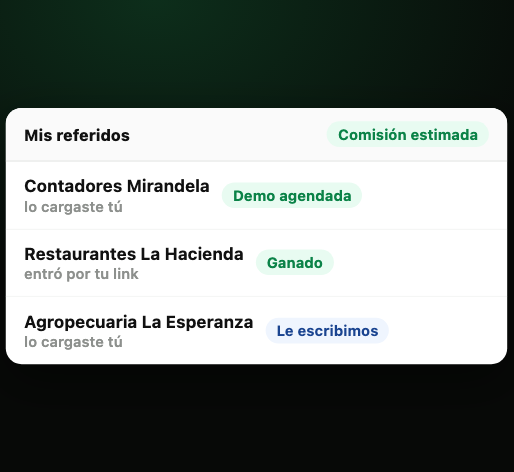 Mis referidos
Comisión estimada
Contadores Mirandela
lo cargaste tú
Demo agendada
Restaurantes La Hacienda
entró por tu link
Ganado
Agropecuaria La Esperanza
lo cargaste tú
Le escribimos